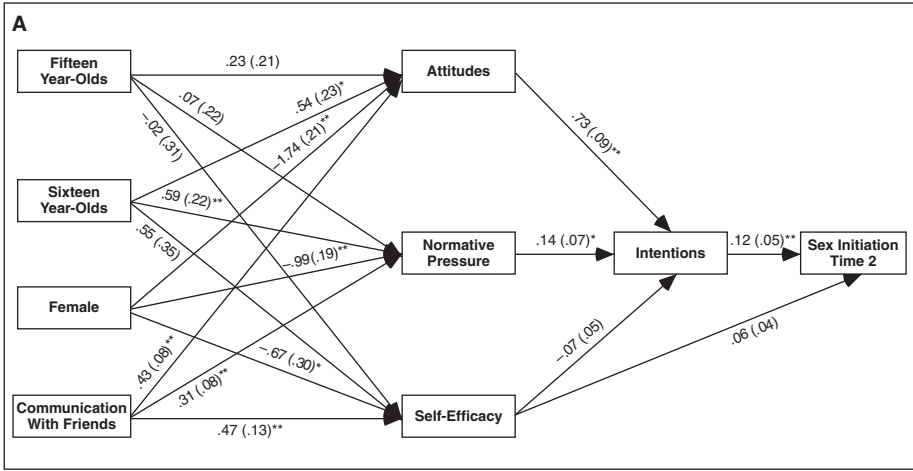 A
Fifteen
Year-Olds
Sixteen
Year-Olds
Female
Communication
With Friends
.23 (.21)
.07 (.22)
–.02 (.31)
.54 (.23)*
.59 (.22)**
.55 (.35)
–1.74 (.21)**
–.99 (.19)**
–.67 (.30)*
.43 (.08)**
.31 (.08)**
.47 (.13)**
Attitudes
Normative
Pressure
Self-Efficacy
.73 (.09)**
.14 (.07)*
–.07 (.05)
Intentions
.12 (.05)**
.06 (.04)
Sex Initiation
Time 2